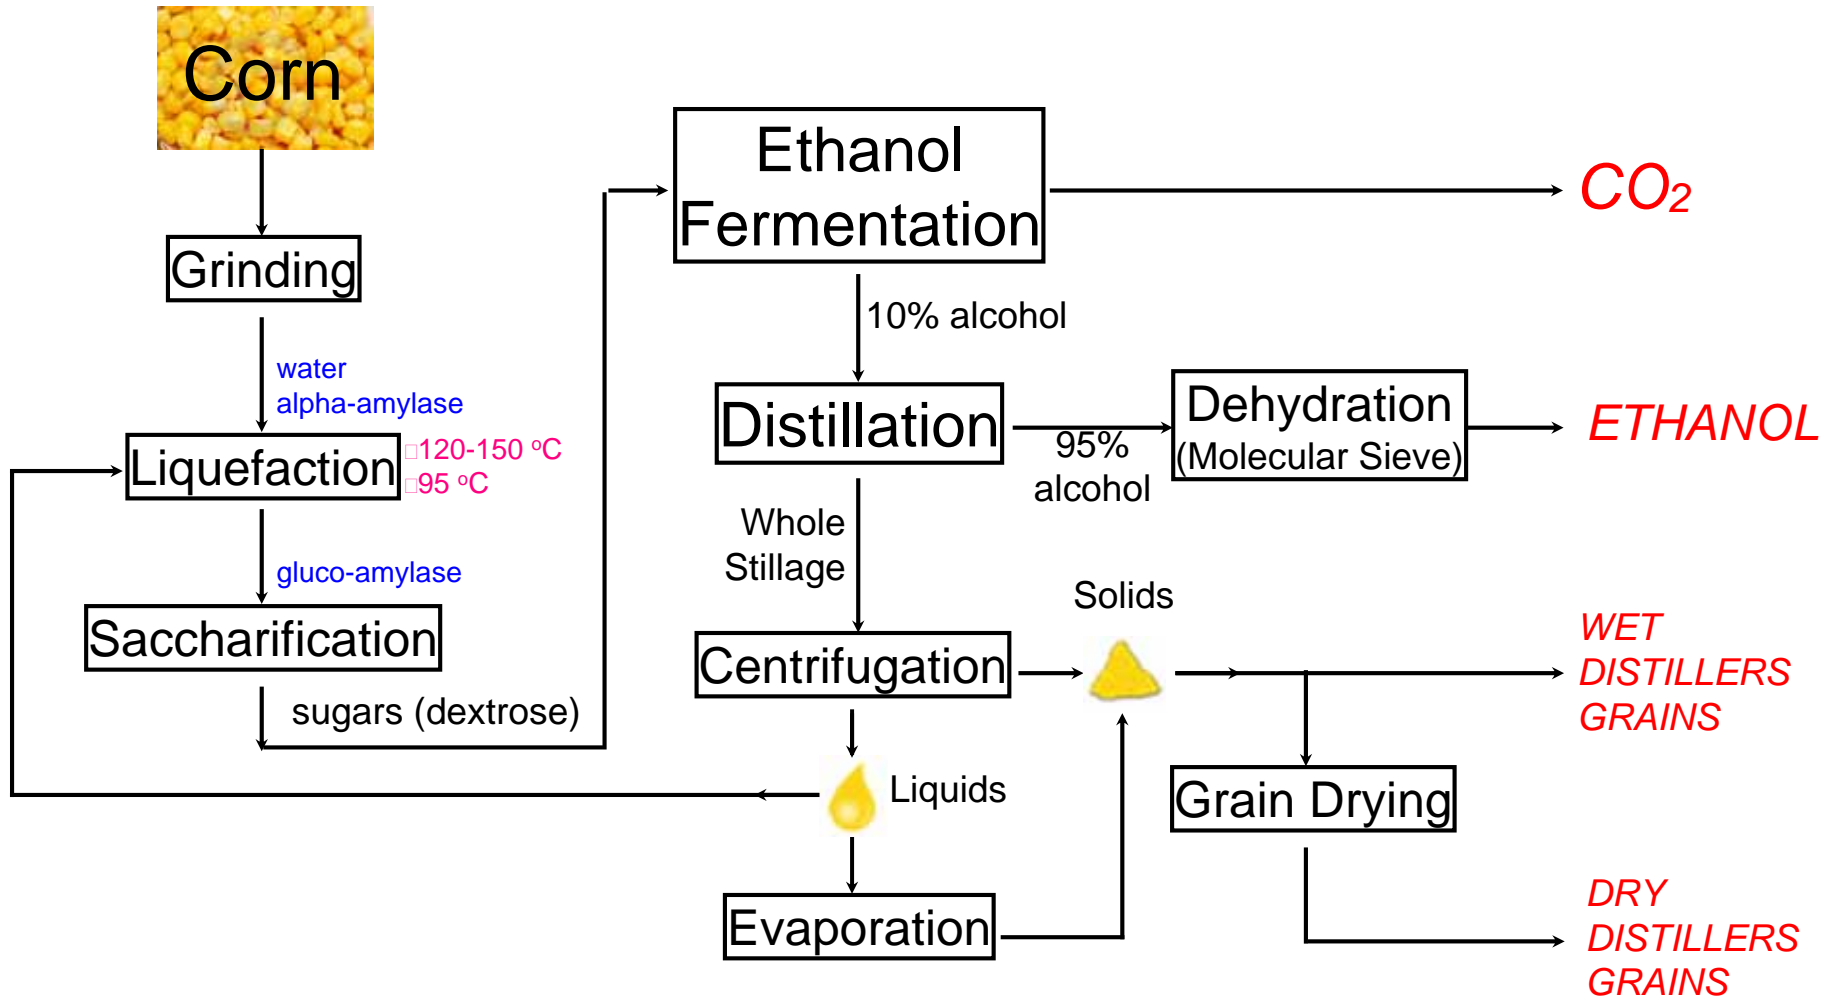 Corn
Grinding
water
alpha-amylase
Liquefaction
□120-150 ºC
□95 ºC
gluco-amylase
Saccharification
sugars (dextrose)
Ethanol
Fermentation
CO₂
10% alcohol
Distillation
95%
alcohol
Dehydration
(Molecular Sieve)
ETHANOL
Whole
Stillage
Centrifugation
Solids
WET
DISTILLERS
GRAINS
Liquids
Grain Drying
Evaporation
DRY
DISTILLERS
GRAINS